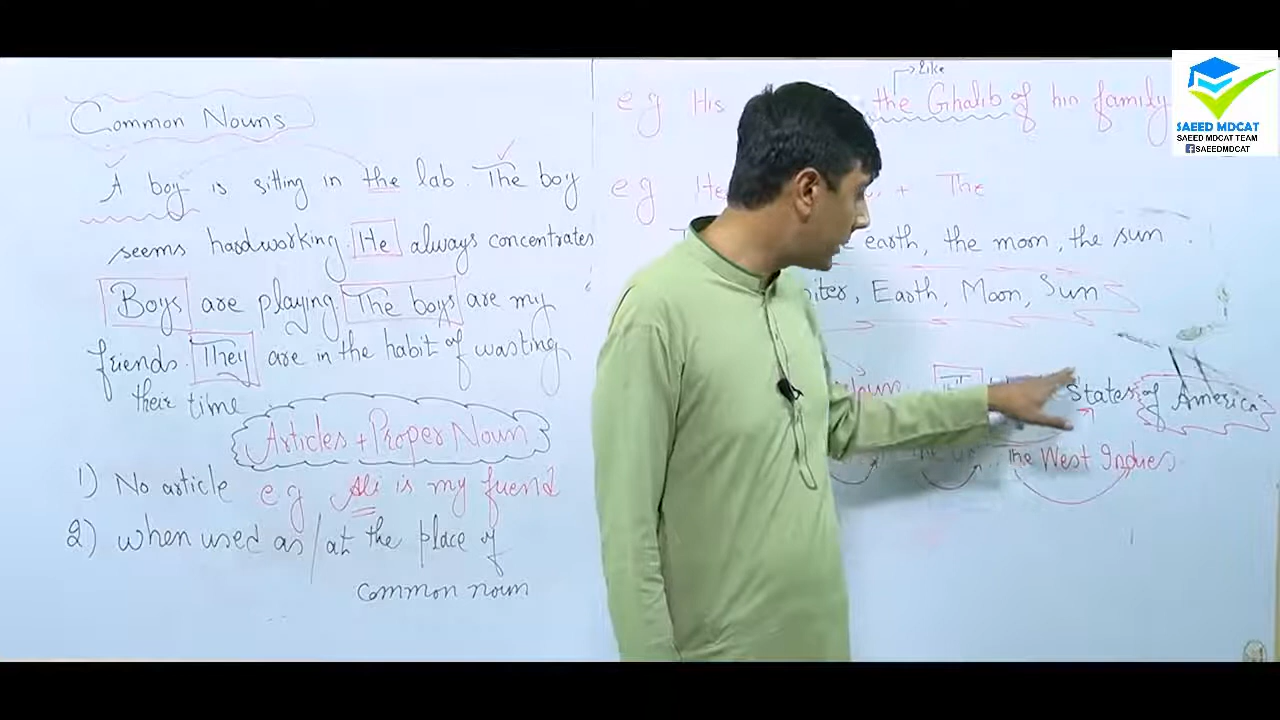 Common Nouns
A boy is sitting in the lab. The boy
seems hardworking. He always concentrates
Boys are playing. The boys are my
friends. They are in the habit of wasting
their time
Articles + Proper Noun
1) No article e.g Ali is my friend
2) when used as/at the place of
common noun
Like
e g His the Ghalib of his family
e g He + The
earth, the moon, the sun.
Earth, Moon, Sun
States of America
the West Indies
SAEED MDCAT
SAEED MDCAT TEAM
SAEEDMDCAT